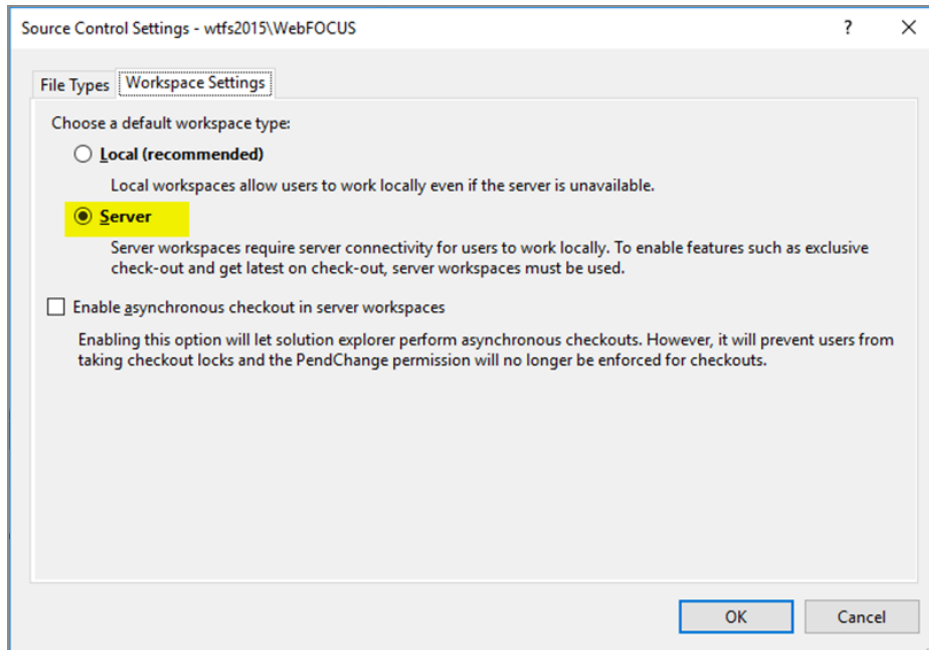 Source Control Settings - wtfs2015\WebFOCUS ? ×
File Types Workspace Settings
Choose a default workspace type:
Local (recommended)
Local workspaces allow users to work locally even if the server is unavailable.
Server
Server workspaces require server connectivity for users to work locally. To enable features such as exclusive
check-out and get latest on check-out, server workspaces must be used.
Enable asynchronous checkout in server workspaces
Enabling this option will let solution explorer perform asynchronous checkouts. However, it will prevent users from
taking checkout locks and the PendChange permission will no longer be enforced for checkouts.
OK Cancel